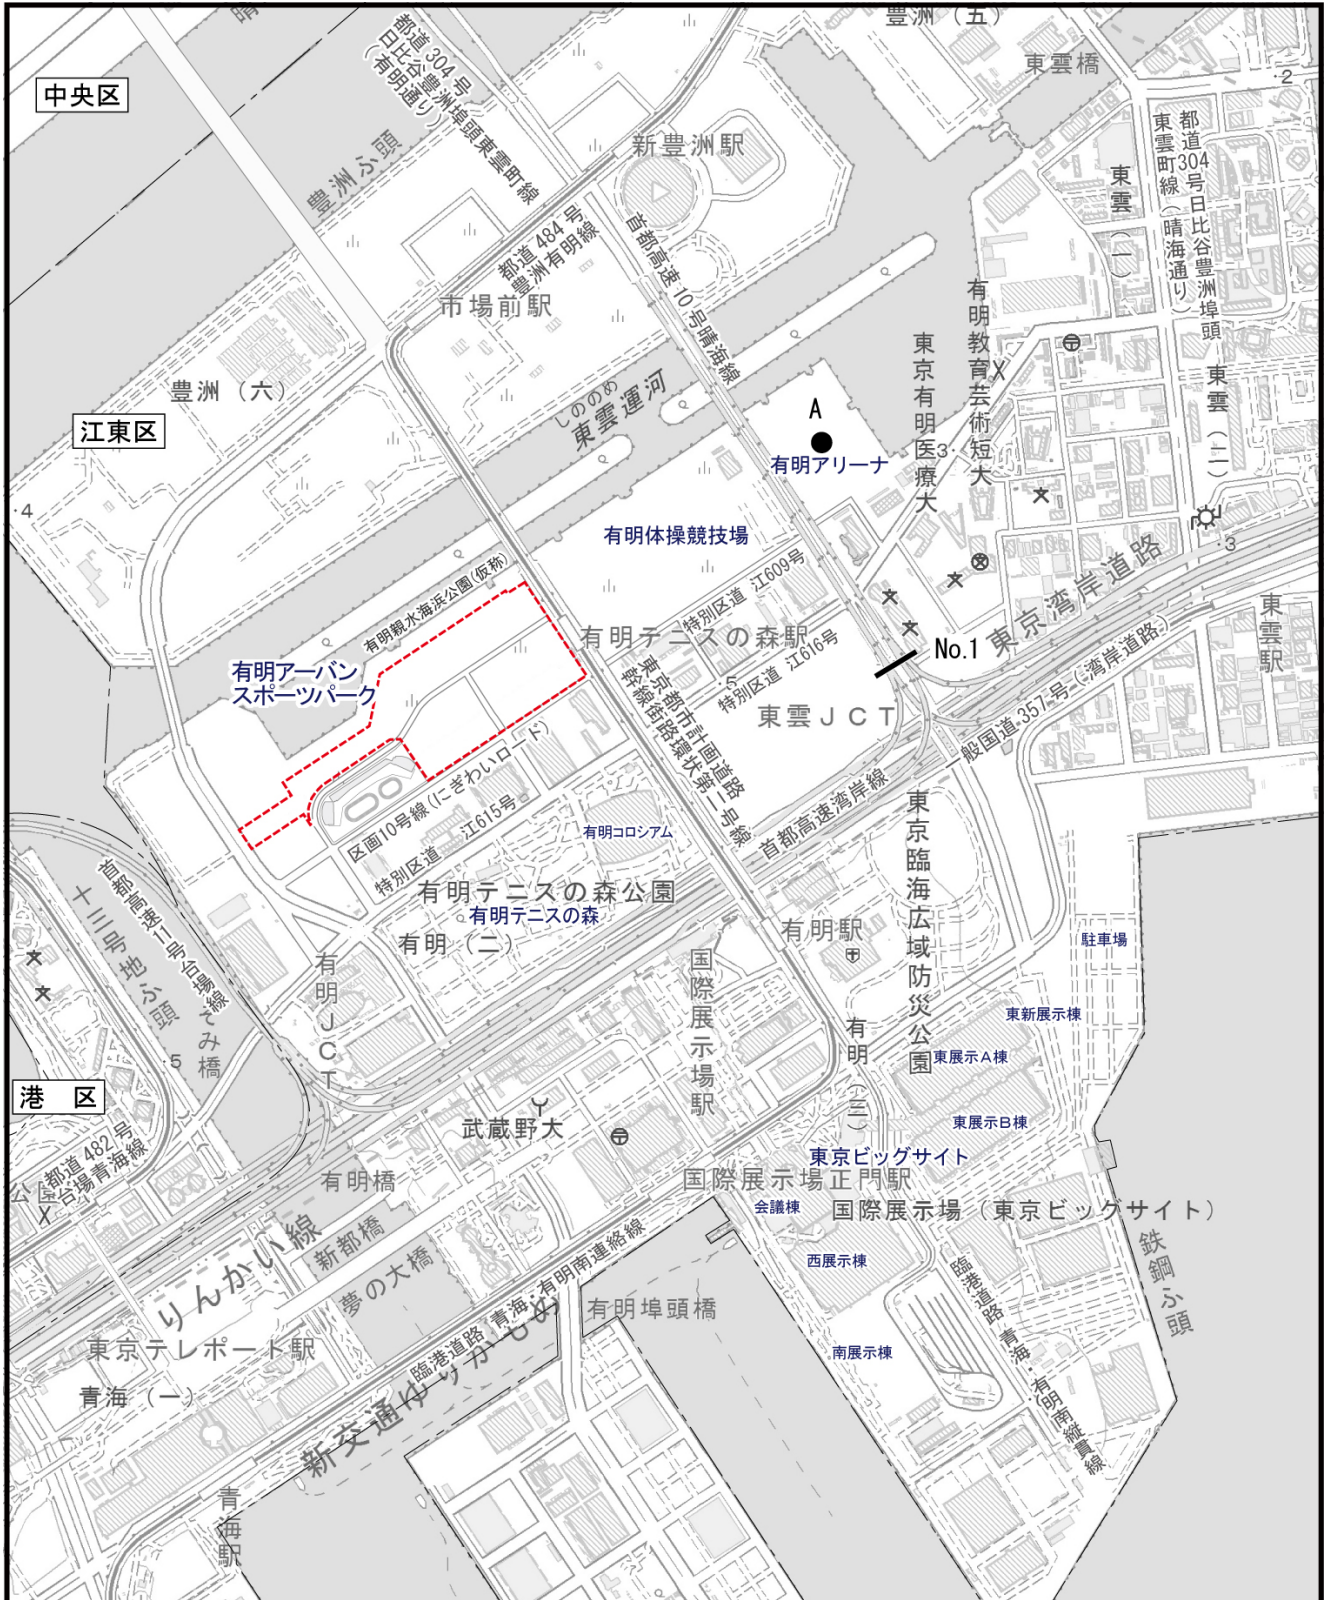 豊洲（五）
都道 304 号
日比谷豊洲埠頭東雲町線
（有明通り）
東雲橋
中央区
・2
都道304号日比谷豊洲埠頭
東雲町線（晴海通り）
新豊洲駅
豊洲ふ頭
東雲（一）
首都高速 10号晴海線
都道 484 号
豊洲有明線
市場前駅
有明教育芸術短大
東京有明医療大
豊洲（六）
しののめ
東雲運河
東雲（二）
A
江東区
有明アリーナ
3・
・4
有明体操競技場
・3
有明親水海浜公園(仮称)
特別区道 江609号
東京湾岸道路
有明テニスの森駅
No.1
東雲駅
有明アーバン
スポーツパーク
・5
特別区道 江616号
東京都市計画道路
幹線街路環状第二号線
東雲ＪＣＴ
一般国道 357 号（湾岸道路）
区画10号線(にぎわいロード)
特別区道 江615号
首都高速湾岸線
東京臨海広域防災公園
有明コロシアム
首都高速11号台場線
十三号地ふ頭
有明テニスの森公園
有明テニスの森
有明（二）
有明駅
駐車場
有明ＪＣＴ
国際展示場駅
のぞみ橋
東新展示棟
有明（三）
東展示A棟
・5
港　区
武蔵野大
東展示B棟
都道 482 号
台場青海線
東京ビッグサイト
有明橋
国際展示場正門駅
公園
会議棟
国際展示場（東京ビッグサイト）
りんかい線
新都橋
夢の大橋
西展示棟
鉄鋼ふ頭
臨港道路 青海・有明南連絡線
有明埠頭橋
臨港道路 青海・有明南縦貫線
東京テレポート駅
南展示棟
青海（一）
新交通ゆりかもめ
青海駅